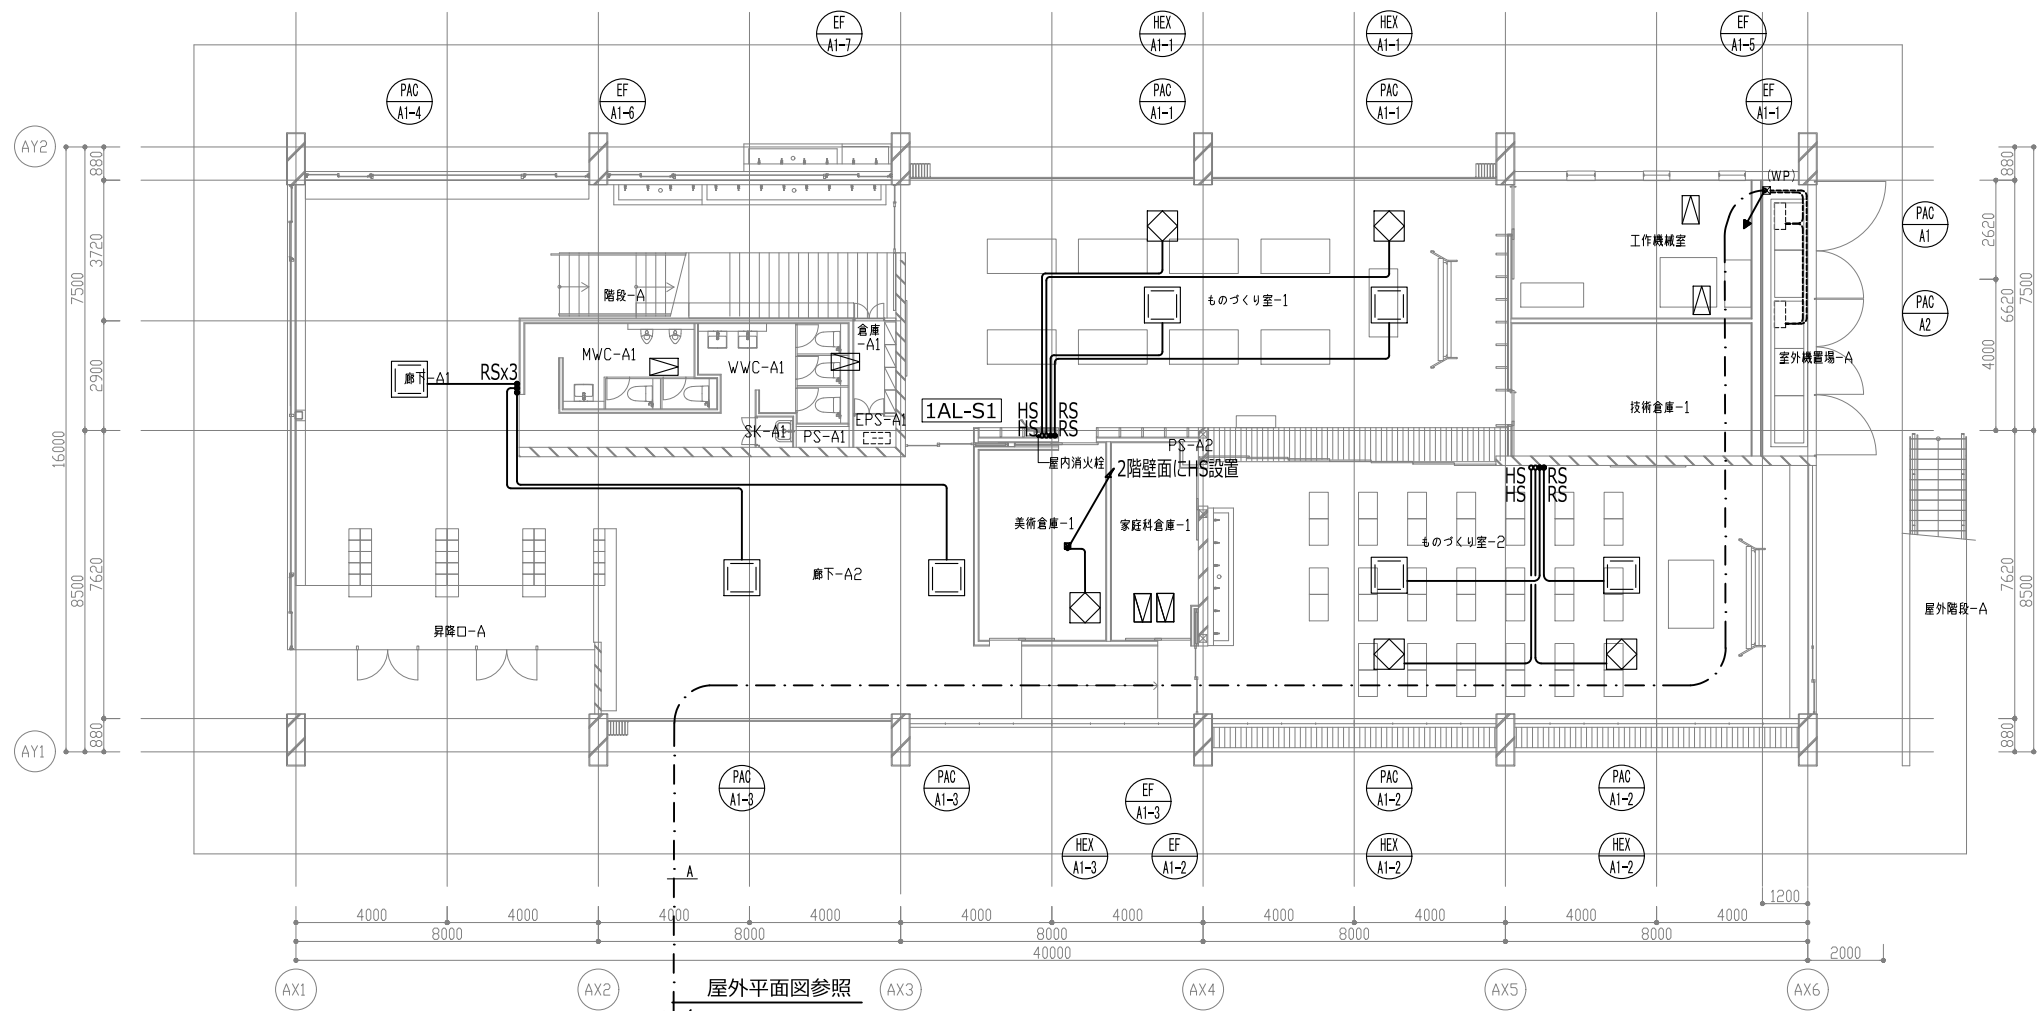 EF
A1-7
HEX
A1-1
HEX
A1-1
EF
A1-5
PAC
A1-4
EF
A1-6
PAC
A1-1
PAC
A1-1
EF
A1-1
AY2
880
880
(WP)
PAC
A1
2620
工作機械室
3720
7500
6620
7500
階段-A
ものづくり室-1
PAC
A2
倉庫
-A1
MWC-A1
WWC-A1
室外機置場-A
4000
2900
RSx3
廊下-A1
1AL-S1
HS
RS
HS
RS
技術倉庫-1
EPS-A1
SK-A1
PS-A1
PS-A2
16000
屋内消火栓
2階壁面にHS設置
HS
RS
HS
RS
美術倉庫-1
家庭科倉庫-1
ものづくり室-2
7620
8500
廊下-A2
7620
8500
屋外階段-A
昇降口-A
880
880
AY1
PAC
A1-3
PAC
A1-3
EF
A1-3
PAC
A1-2
PAC
A1-2
HEX
A1-3
EF
A1-2
HEX
A1-2
HEX
A1-2
A
1200
4000
4000
4000
4000
4000
4000
4000
4000
4000
4000
8000
8000
8000
8000
8000
40000
2000
屋外平面図参照
AX1
AX2
AX3
AX4
AX5
AX6